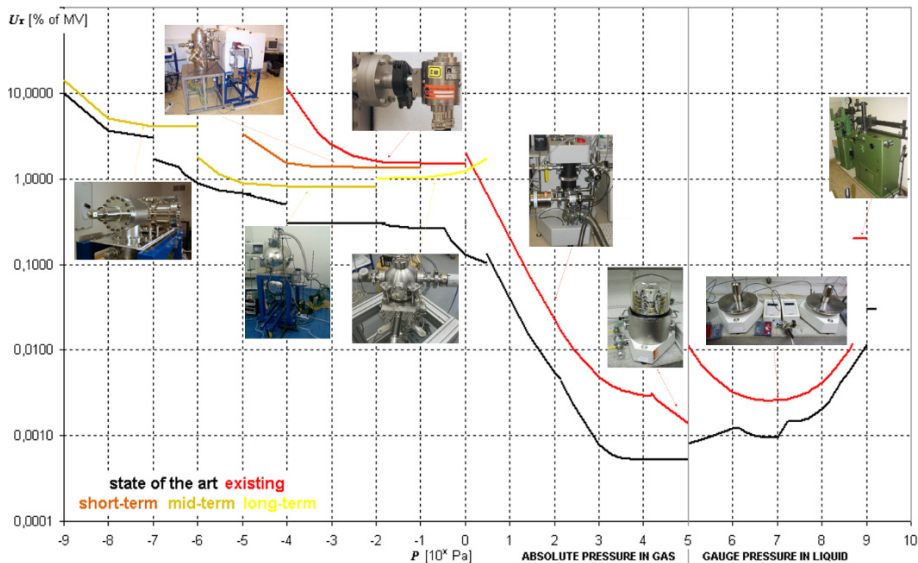 Ur [% of MV]
10,0000
1,0000
0,1000
0,0100
0,0010
0,0001
state of the art existing
short-term mid-term long-term
-9 -8 -7 -6 -5 -4 -3 -2 -1 0 1 2 3 4 5 6 7 8 9 10
P [10ˣ Pa] ABSOLUTE PRESSURE IN GAS GAUGE PRESSURE IN LIQUID